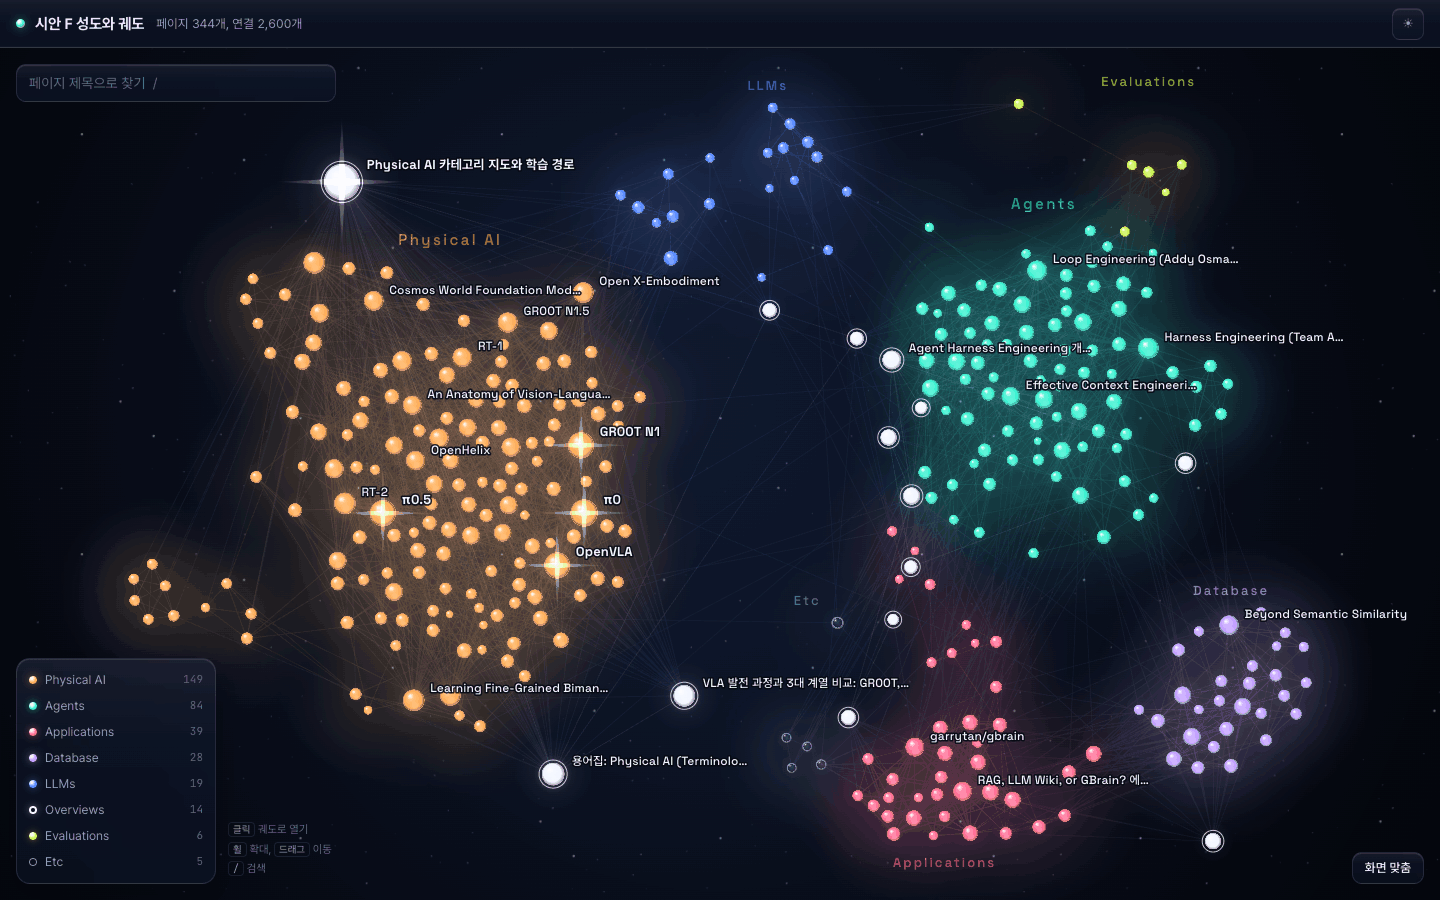 시안 F 성도와 궤도 페이지 344개, 연결 2,600개
☀
페이지 제목으로 찾기 /
LLMs
Evaluations
Physical AI 카테고리 지도와 학습 경로
Agents
Physical AI
Loop Engineering (Addy Osma...
Open X-Embodiment
Cosmos World Foundation Mod...
GR00T N1.5
Harness Engineering (Team A...
RT-1
Agent Harness Engineering 개...
Effective Context Engineeri...
An Anatomy of Vision-Langua...
GR00T N1
OpenHelix
RT-2
π0.5
π0
OpenVLA
Database
Etc
Beyond Semantic Similarity
VLA 발전 과정과 3대 계열 비교: GR00T,...
Learning Fine-Grained Biman...
garrytan/gbrain
용어집: Physical AI (Terminolo...
RAG, LLM Wiki, or GBrain? 에...
Applications
Physical AI 149
Agents 84
Applications 39
Database 28
LLMs 19
Overviews 14
Evaluations 6
Etc 5
클릭 궤도로 열기
휠 확대, 드래그 이동
/ 검색
화면 맞춤